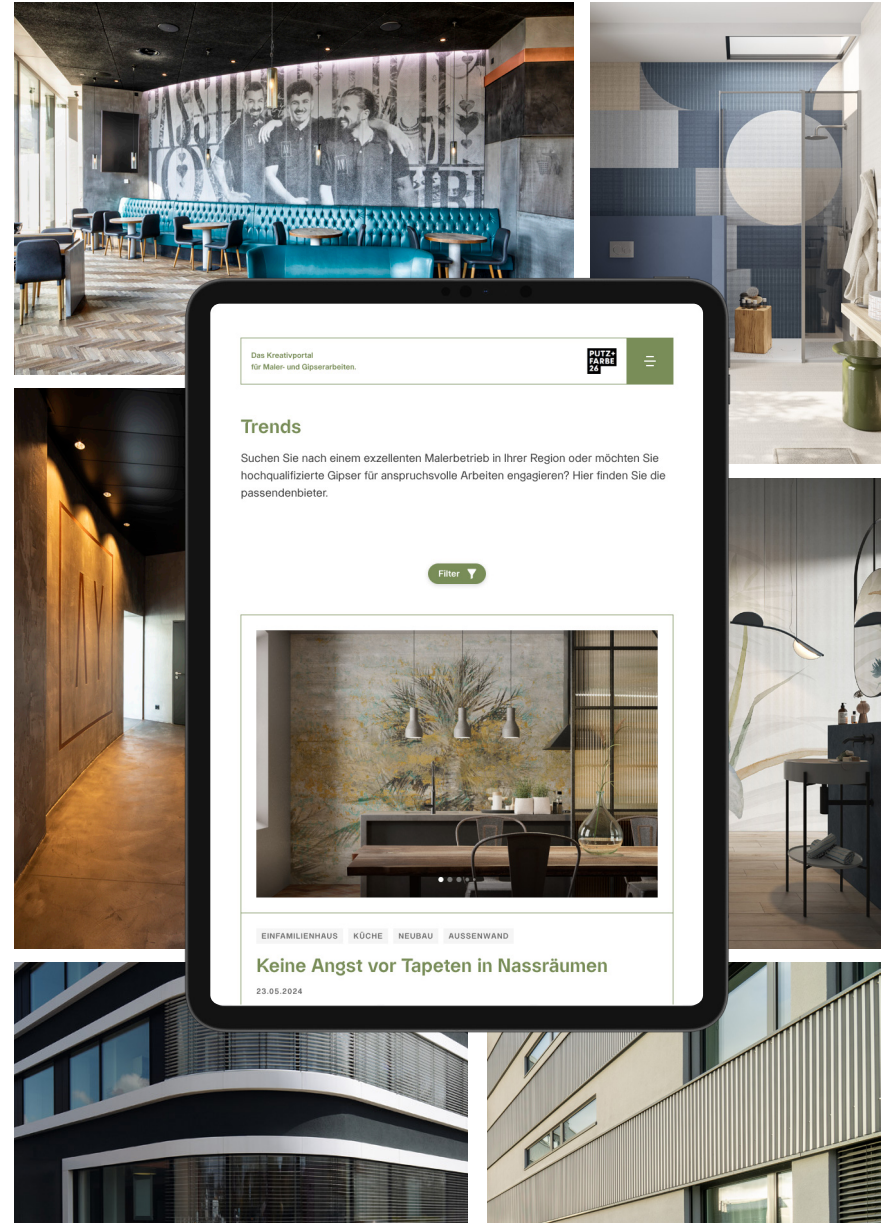 Das Kreativportal
für Maler- und Gipserarbeiten.
PUTZ+
FARBE
26
Trends
Suchen Sie nach einem exzellenten Malerbetrieb in Ihrer Region oder möchten Sie
hochqualifizierte Gipser für anspruchsvolle Arbeiten engagieren? Hier finden Sie die
passendenbieter.
Filter
EINFAMILIENHAUS KÜCHE NEUBAU AUSSENWAND
Keine Angst vor Tapeten in Nassräumen
23.05.2024